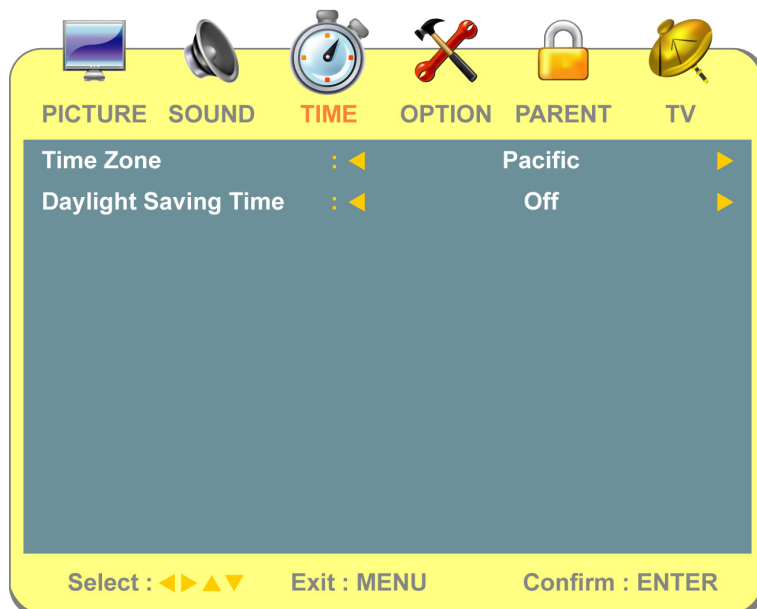 PICTURE SOUND TIME OPTION PARENT TV
Time Zone : Pacific
Daylight Saving Time : Off
Select : Exit : MENU Confirm : ENTER